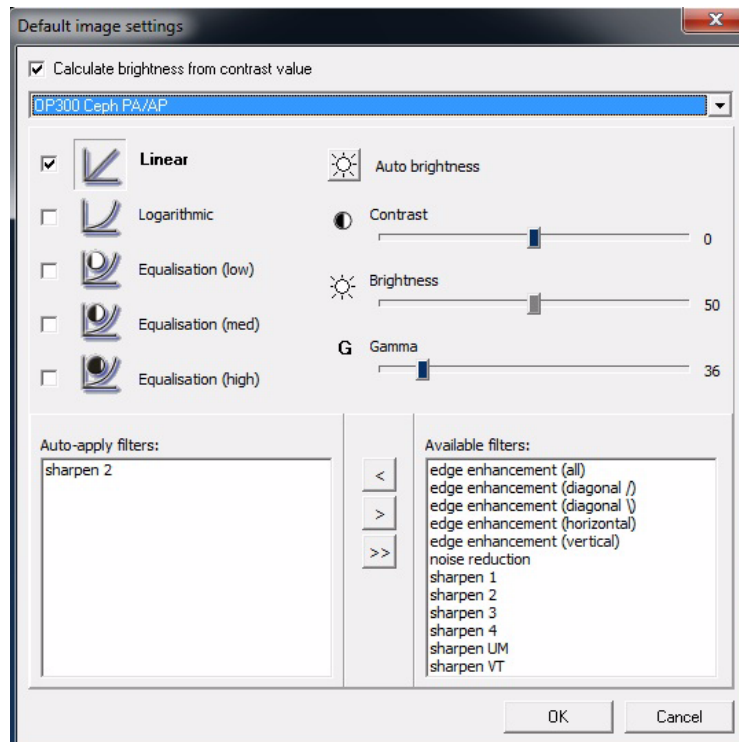 Default image settings
Calculate brightness from contrast value
OP300 Ceph PA/AP
Linear
Logarithmic
Equalisation (low)
Equalisation (med)
Equalisation (high)
Auto brightness
Contrast
0
Brightness
50
G Gamma
36
Auto-apply filters:
sharpen 2
<
>
>>
Available filters:
edge enhancement (all)
edge enhancement (diagonal /)
edge enhancement (diagonal \)
edge enhancement (horizontal)
edge enhancement (vertical)
noise reduction
sharpen 1
sharpen 2
sharpen 3
sharpen 4
sharpen UM
sharpen VT
OK
Cancel